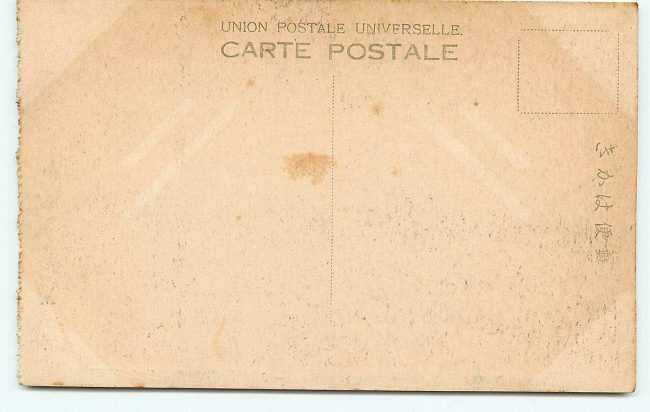 UNION POSTALE UNIVERSELLE.
CARTE POSTALE
きかは便郵